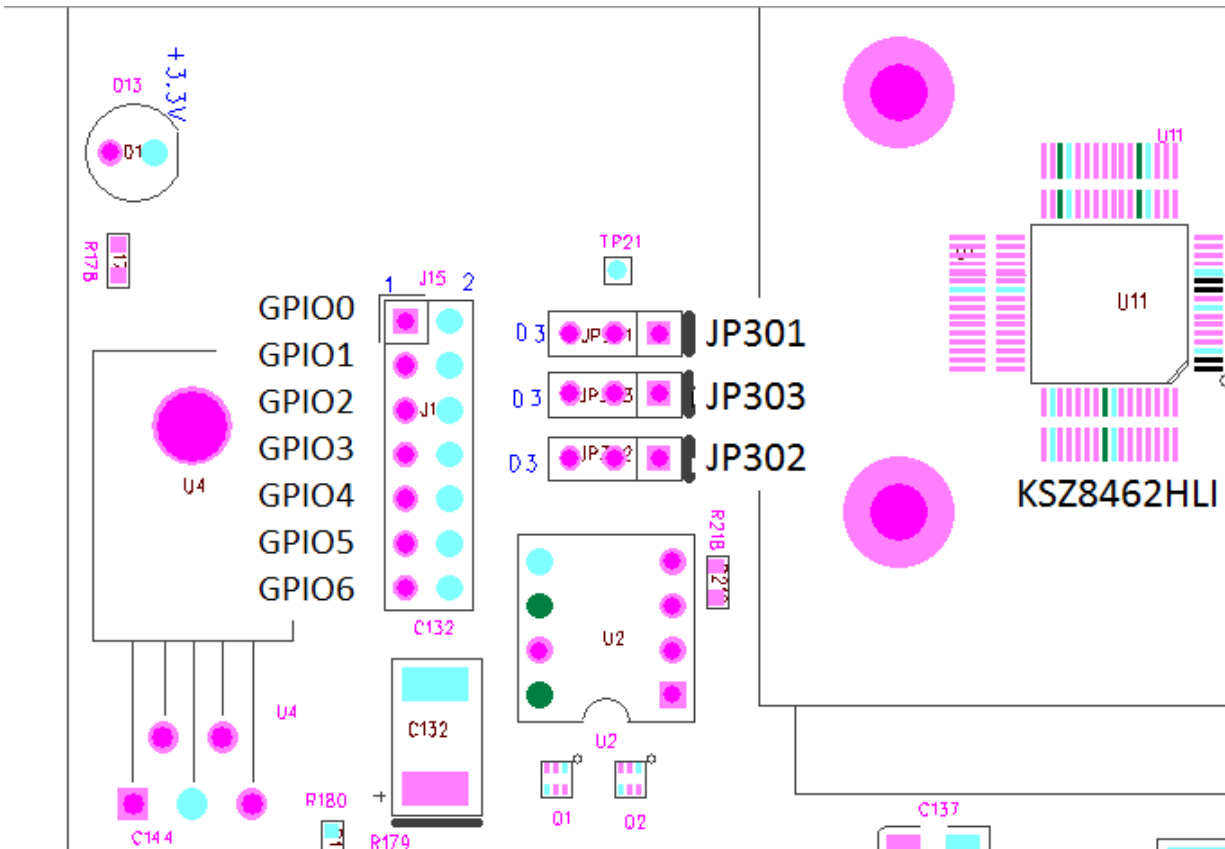 +3.3V
D13
D1
U11
R178
TP21
1 J15 2
GPIO0
D3
JP301
U11
GPIO1
GPIO2
D3
JP303
J1
GPIO3
D3
JP302
U4
GPIO4
KSZ8462HLI
GPIO5
R218
GPIO6
U2
C132
U4
C132
U2
R180
+
Q1
Q2
C137
C144
R179